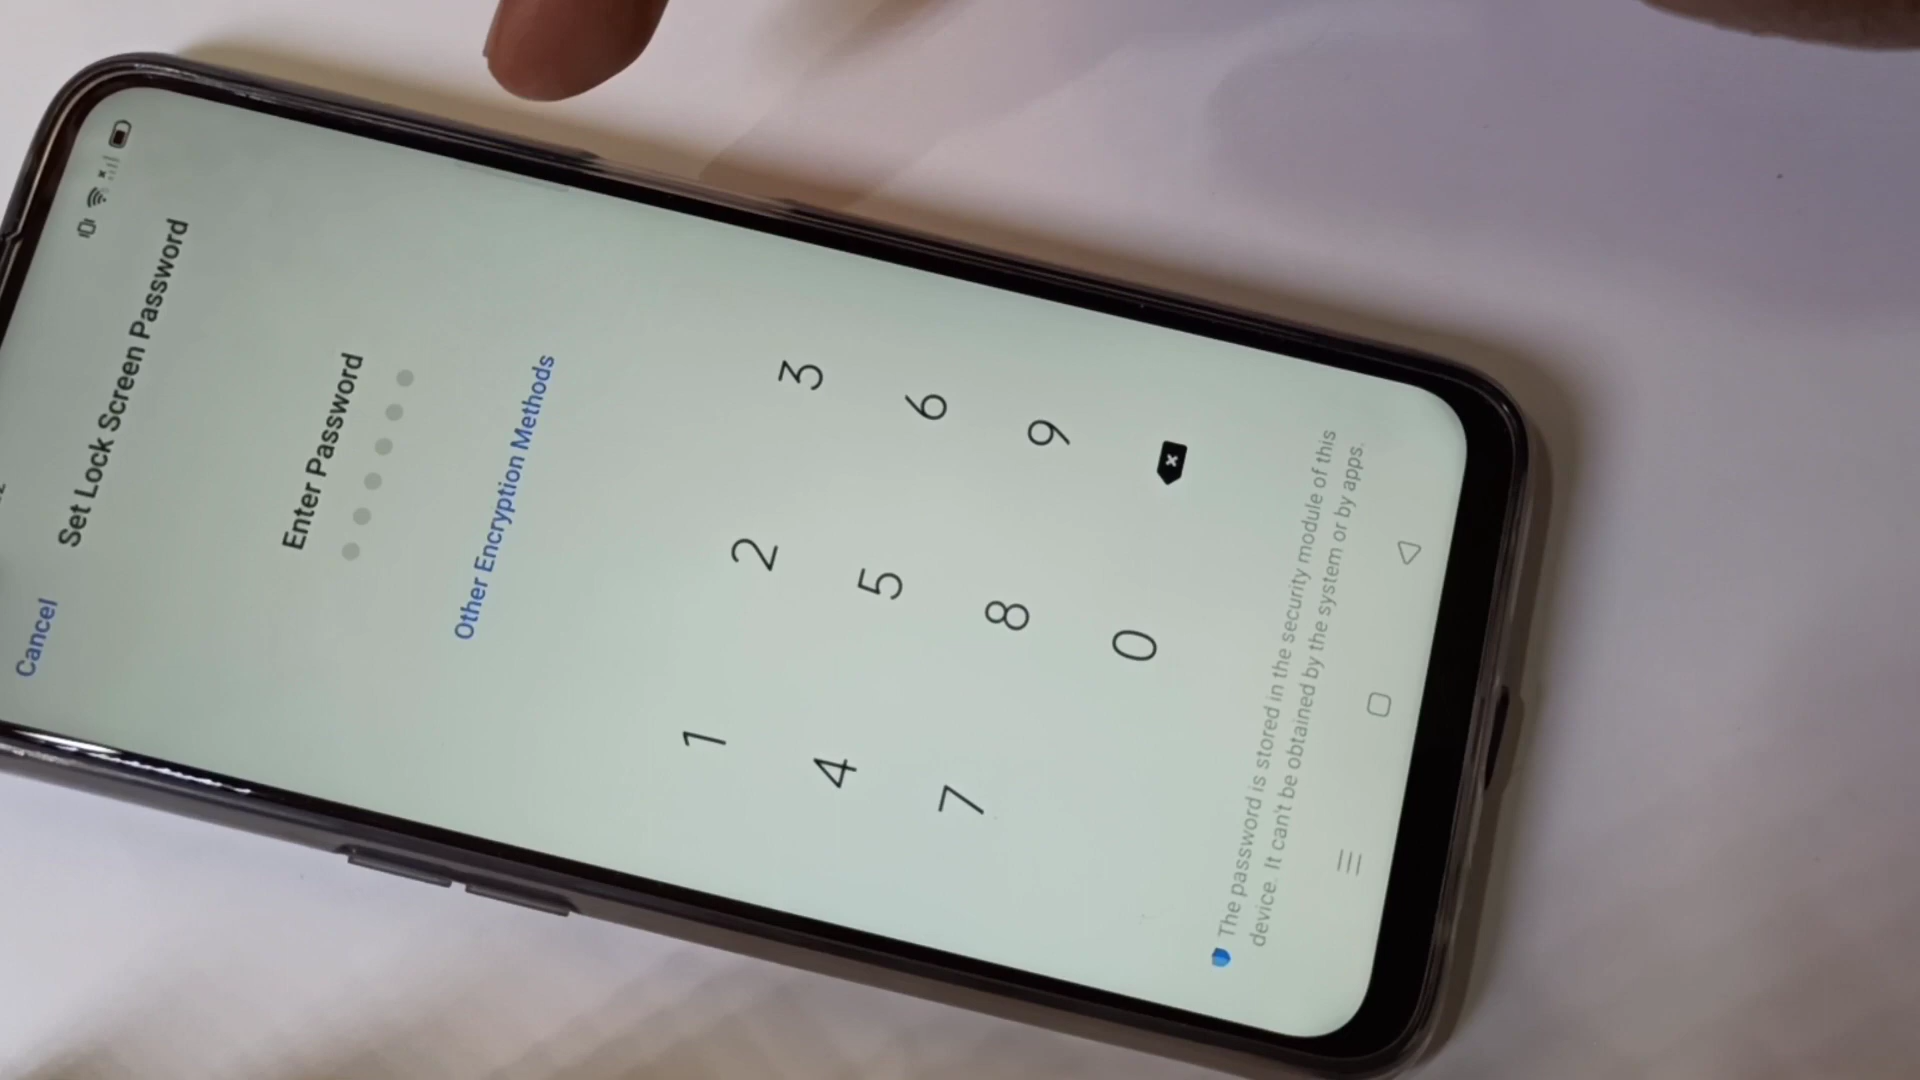 Cancel
Set Lock Screen Password
Enter Password
Other Encryption Methods
1 2 3
4 5 6
7 8 9
0
The password is stored in the security module of this
device. It can't be obtained by the system or by apps.